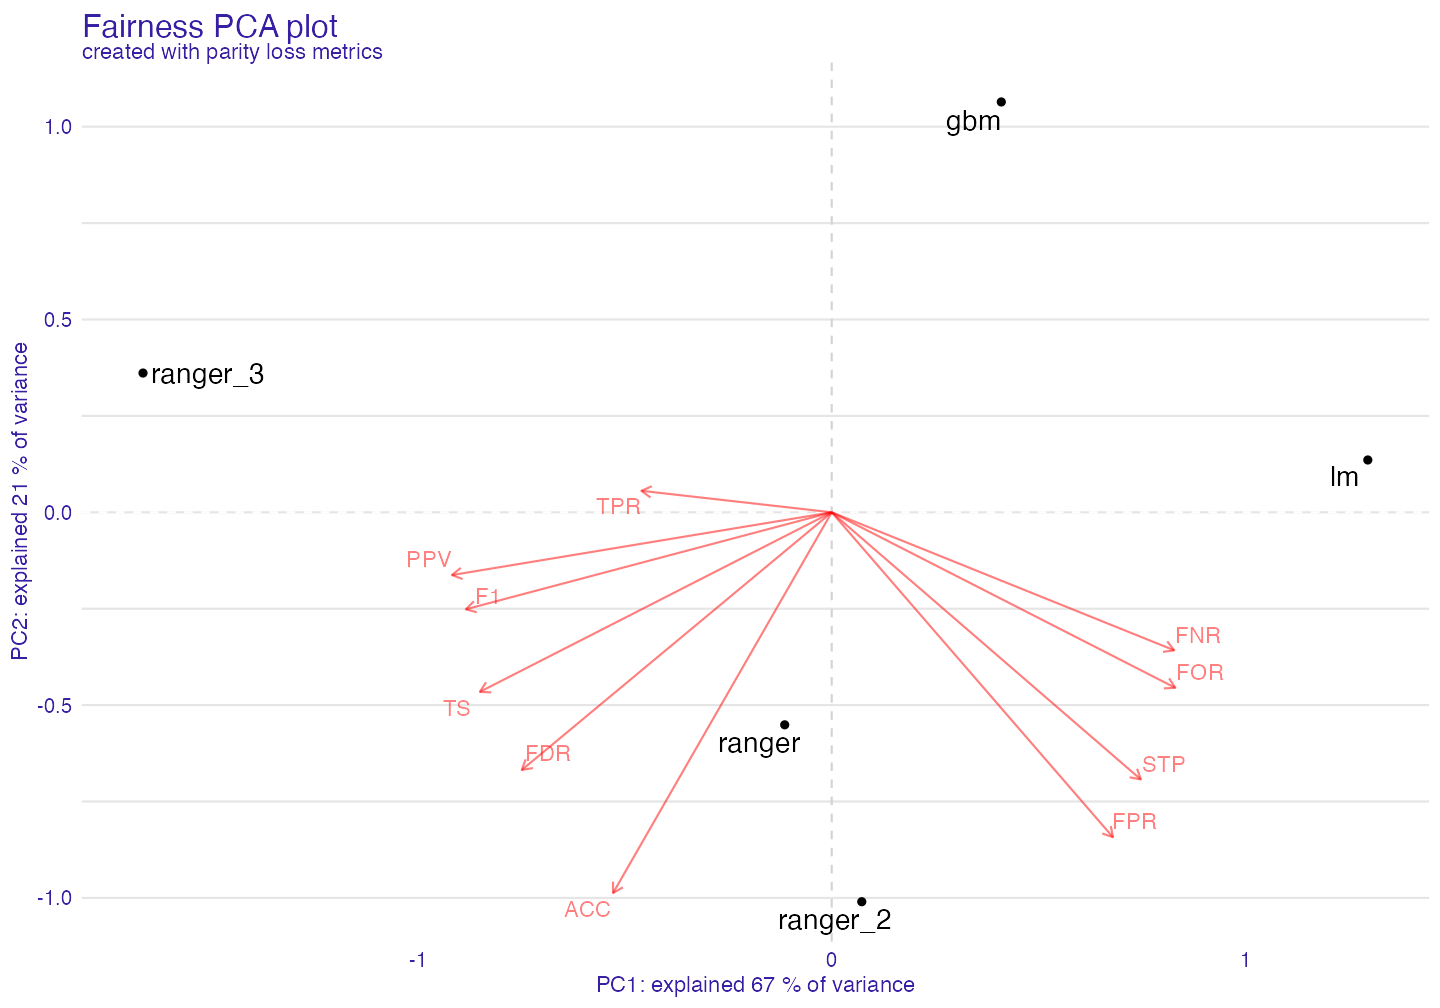 Fairness PCA plot
created with parity loss metrics
gbm
1.0
0.5
ranger_3
lm
0.0
TPR
PPV
F1
FNR
FOR
-0.5
TS
ranger
FDR
STP
FPR
-1.0
ACC
ranger_2
-1
0
1
PC1: explained 67 % of variance
PC2: explained 21 % of variance